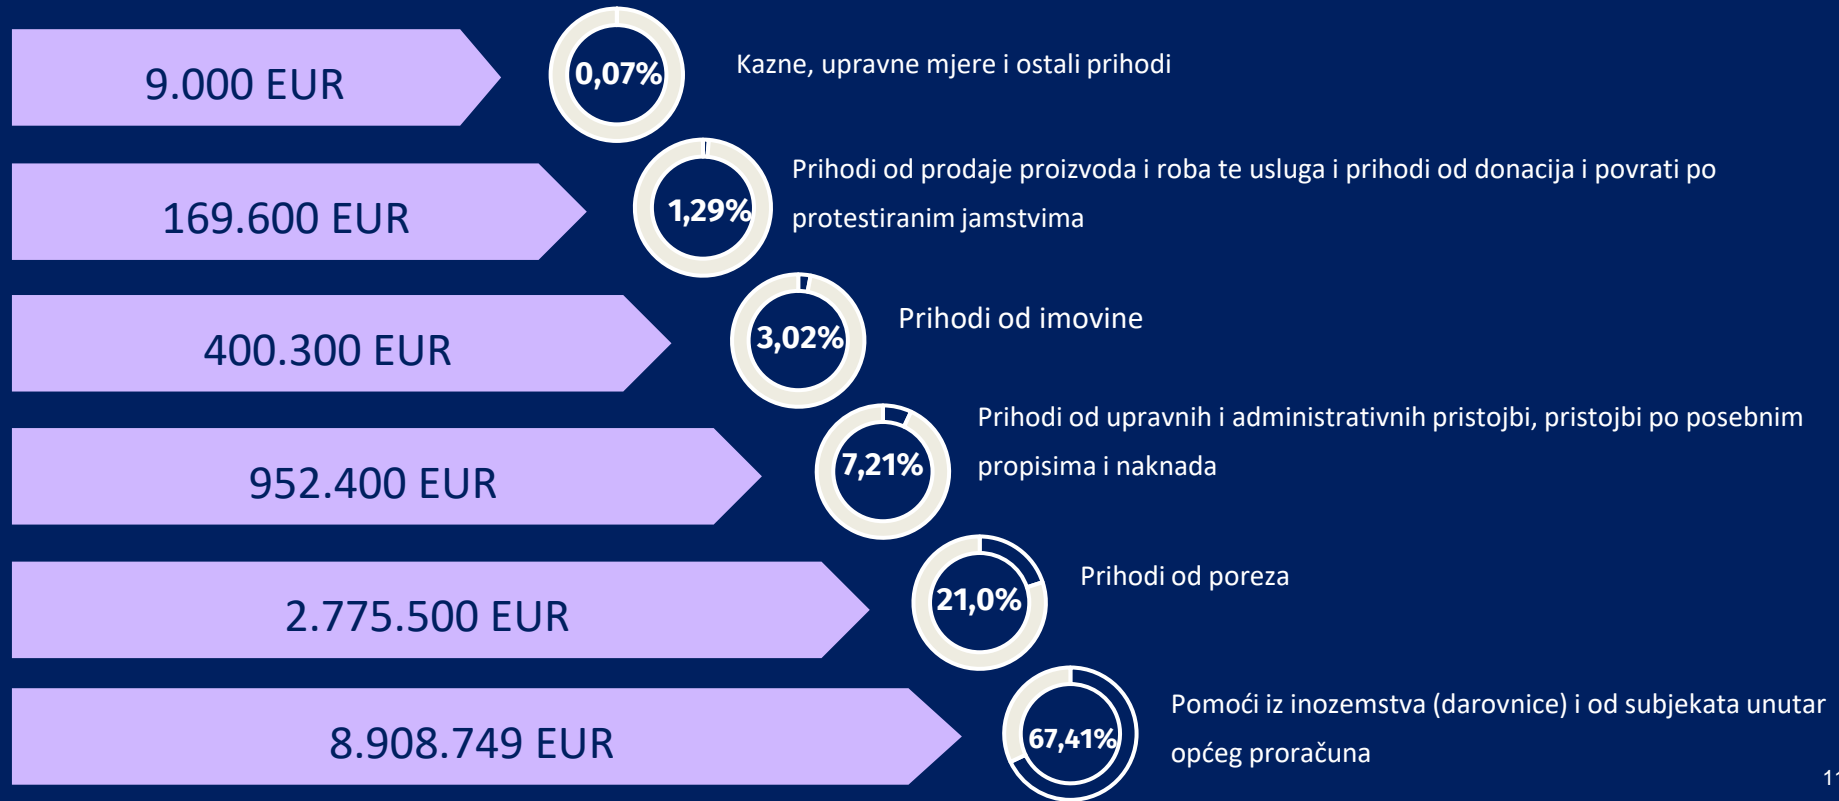 9.000 EUR
0,07%
Kazne, upravne mjere i ostali prihodi
169.600 EUR
1,29%
Prihodi od prodaje proizvoda i roba te usluga i prihodi od donacija i povrati po
protestiranim jamstvima
400.300 EUR
3,02%
Prihodi od imovine
952.400 EUR
7,21%
Prihodi od upravnih i administrativnih pristojbi, pristojbi po posebnim
propisima i naknada
2.775.500 EUR
21,0%
Prihodi od poreza
8.908.749 EUR
67,41%
Pomoći iz inozemstva (darovnice) i od subjekata unutar
općeg proračuna
11